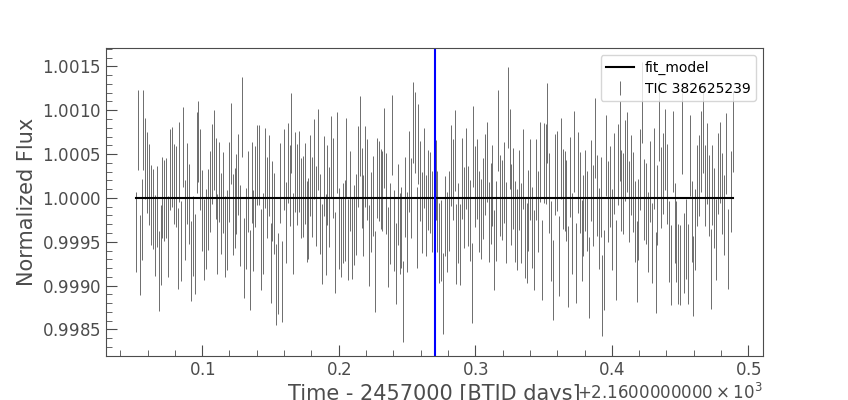 Normalized Flux
1.0015
1.0010
1.0005
1.0000
0.9995
0.9990
0.9985
fit_model
TIC 382625239
0.1 0.2 0.3 0.4 0.5
Time - 2457000 [BTJD days]
+2.1600000000 × 10³